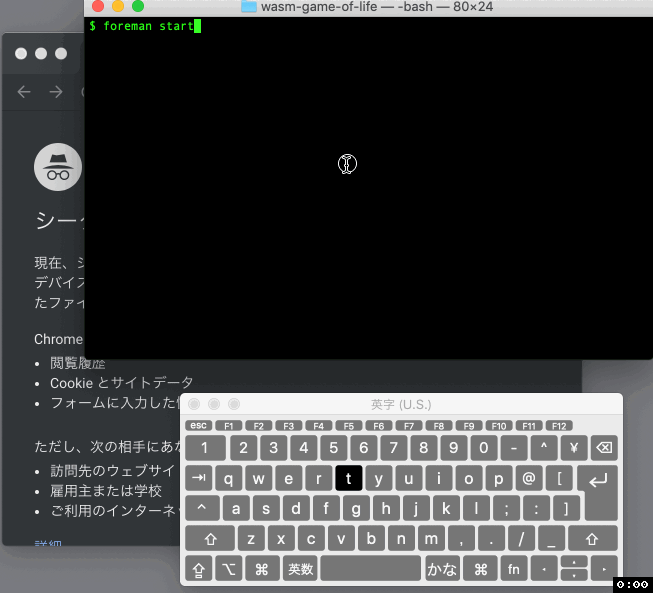 wasm-game-of-life — -bash — 80×24
$ foreman start
シー
現在、シ
デバイス
たファイ
Chrome
閲覧履歴
Cookie とサイトデータ
フォームに入力した
ただし、次の相手にあ
訪問先のウェブサイ
雇用主または学校
ご利用のインターネッ
詳細
英字 (U.S.)
esc F1 F2 F3 F4 F5 F6 F7 F8 F9 F10 F11 F12
1 2 3 4 5 6 7 8 9 0 - ^ ¥ ⌫
⇥ q w e r t y u i o p @ [
^ a s d f g h j k l ; : ] ↩
⇧ z x c v b n m , . / _ ⇧
⇪ ⌥ ⌘ 英数 かな ⌘ fn
0:00